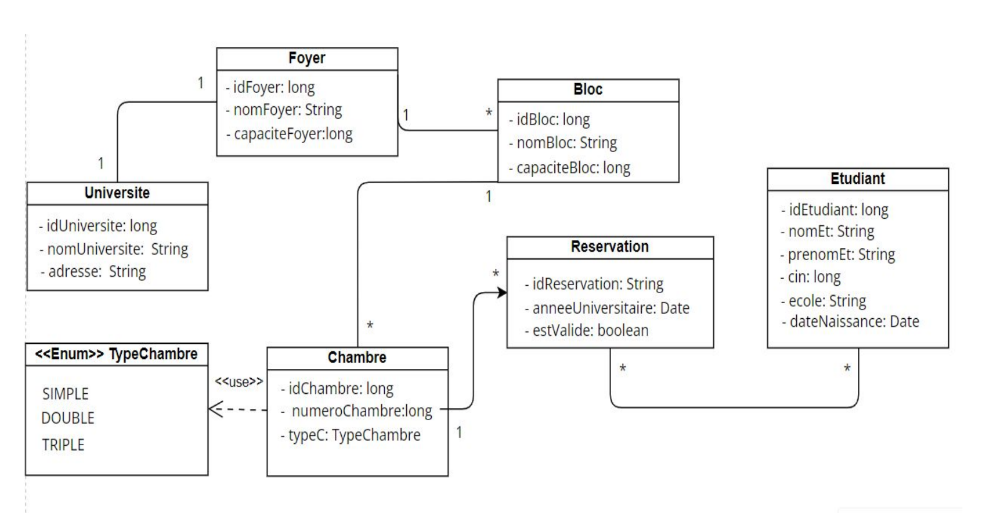 Foyer
- idFoyer: long
- nomFoyer: String
- capaciteFoyer:long
1
1
1
*
Bloc
- idBloc: long
- nomBloc: String
- capaciteBloc: long
1
*
Universite
- idUniversite: long
- nomUniversite: String
- adresse: String
Etudiant
- idEtudiant: long
- nomEt: String
- prenomEt: String
- cin: long
- ecole: String
- dateNaissance: Date
*
Reservation
- idReservation: String
- anneeUniversitaire: Date
- estValide: boolean
*
*
<<Enum>> TypeChambre
SIMPLE
DOUBLE
TRIPLE
<<use>>
Chambre
- idChambre: long
- numeroChambre:long
- typeC: TypeChambre
1